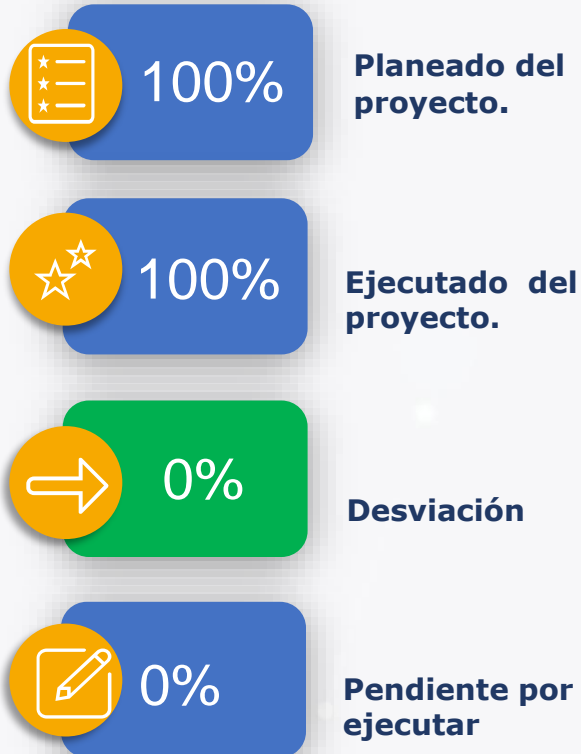 100%
Planeado del
proyecto.
100%
Ejecutado del
proyecto.
0%
Desviación
0%
Pendiente por
ejecutar